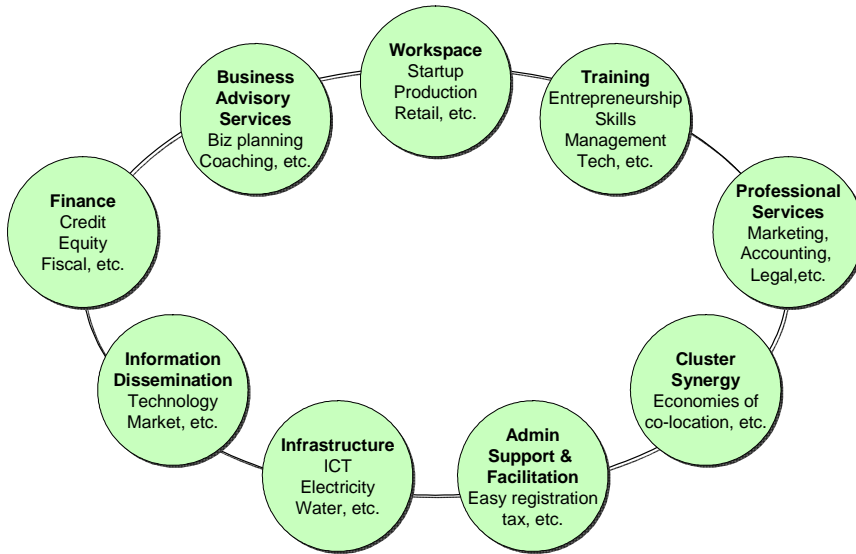 Workspace
Startup
Production
Retail, etc.
Training
Entrepreneurship
Skills
Management
Tech, etc.
Professional
Services
Marketing,
Accounting,
Legal,etc.
Cluster
Synergy
Economies of
co-location, etc.
Admin
Support &
Facilitation
Easy registration
tax, etc.
Infrastructure
ICT
Electricity
Water, etc.
Information
Dissemination
Technology
Market, etc.
Finance
Credit
Equity
Fiscal, etc.
Business
Advisory
Services
Biz planning
Coaching, etc.